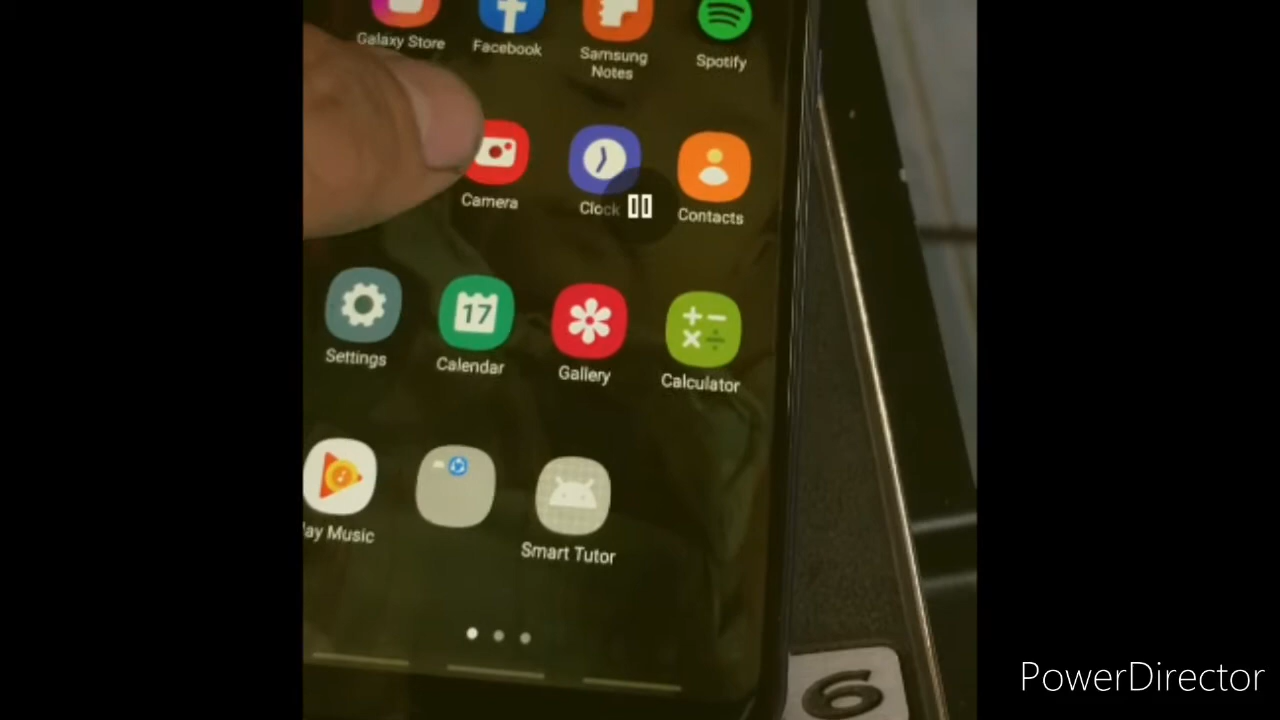 Galaxy Store
Facebook
Samsung
Notes
Spotify
Camera
Clock
Contacts
17
Settings
Calendar
Gallery
Calculator
lay Music
Smart Tutor
6
PowerDirector